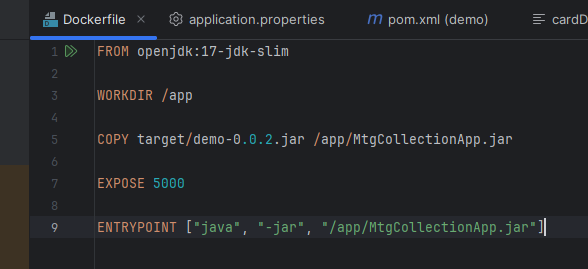 Dockerfile × application.properties m pom.xml (demo) cardD
1 FROM openjdk:17-jdk-slim
2
3 WORKDIR /app
4
5 COPY target/demo-0.0.2.jar /app/MtgCollectionApp.jar
6
7 EXPOSE 5000
8
9 ENTRYPOINT ["java", "-jar", "/app/MtgCollectionApp.jar"]